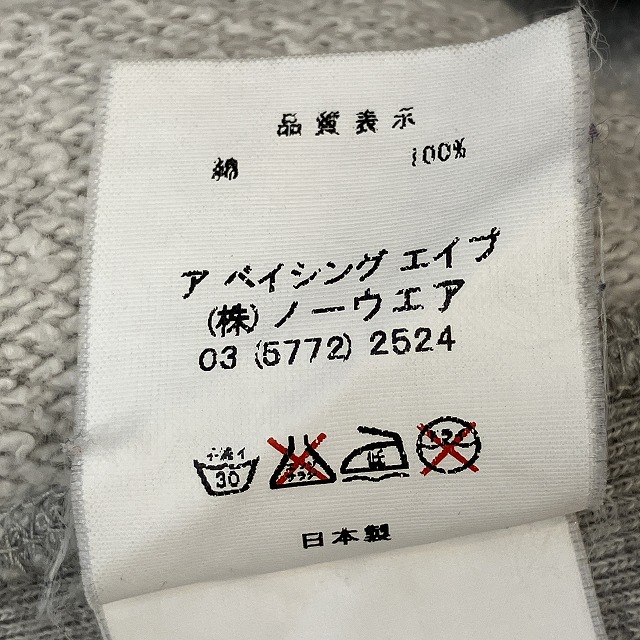 品質表示
綿 100%
ア ベイシング エイプ
(株)ノーウエア
03 (5772) 2524
手洗イ
30
低
日本製